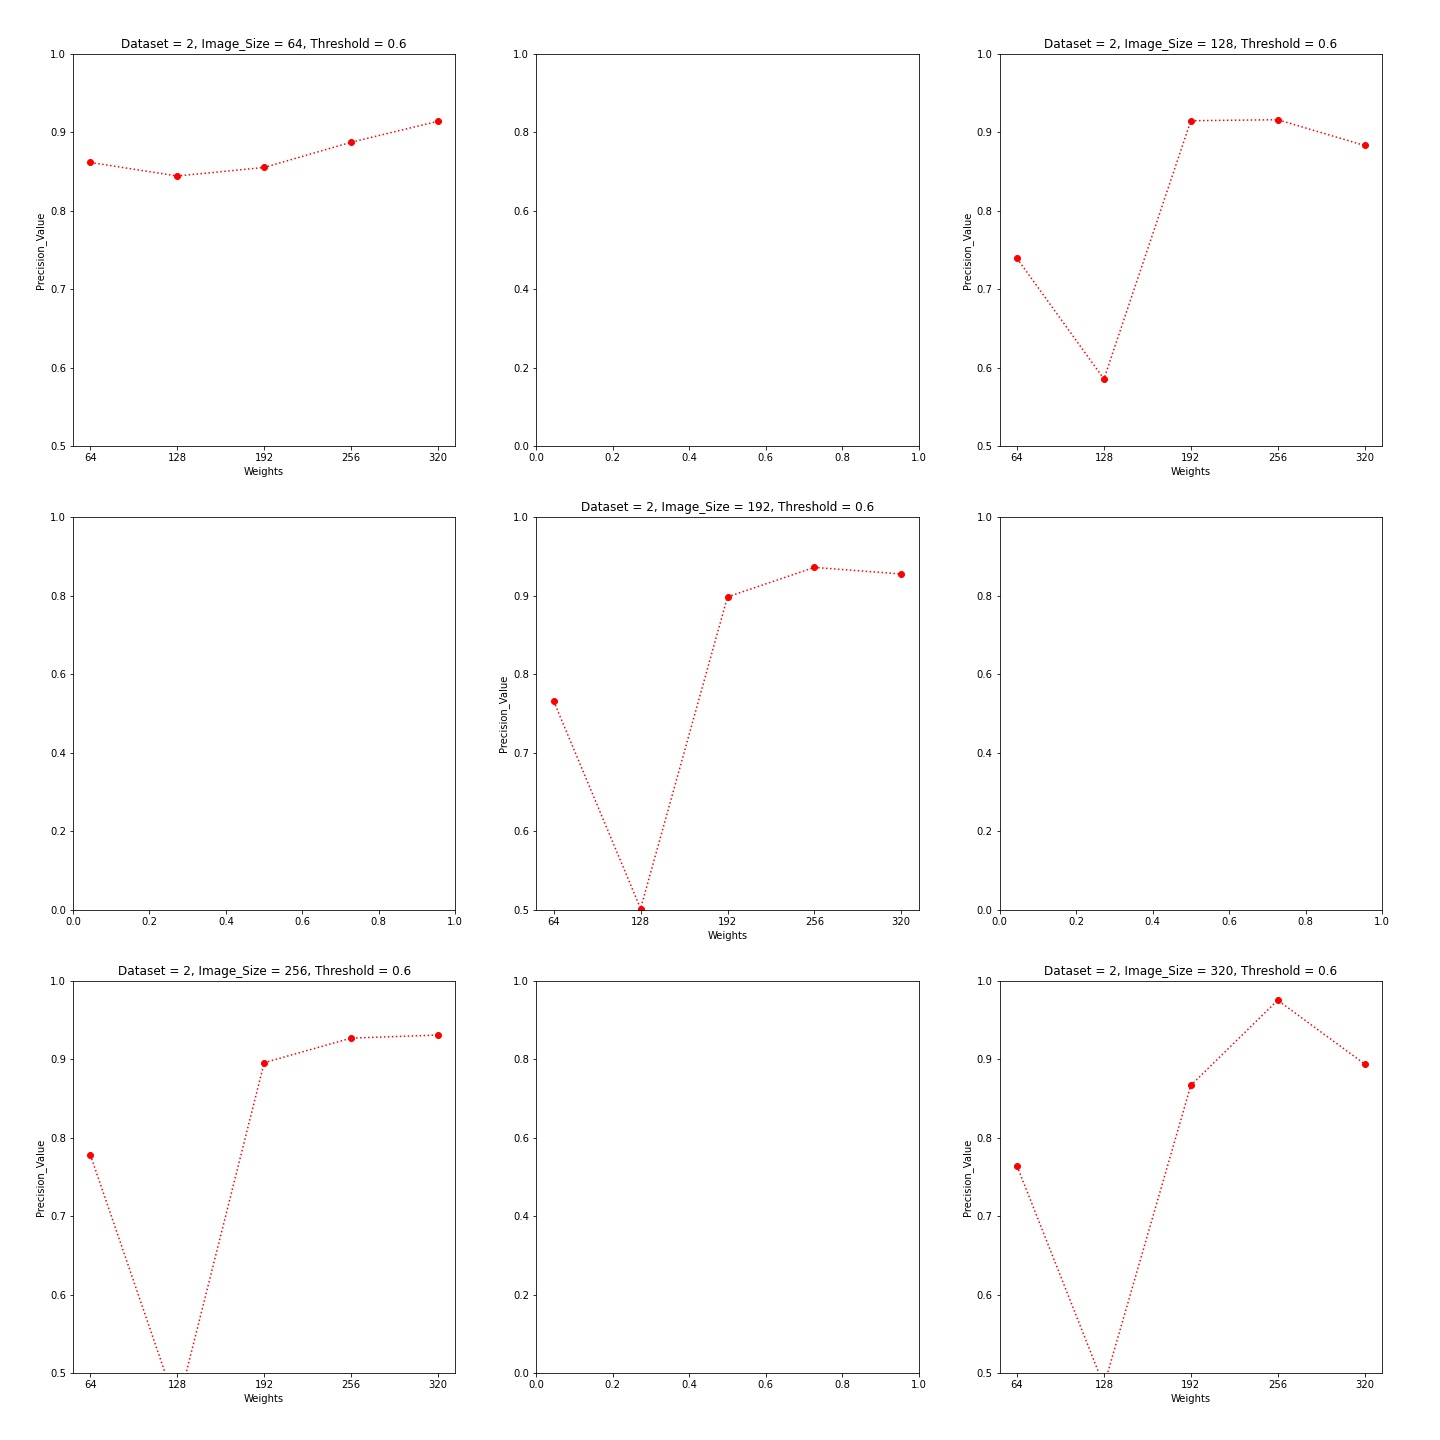 Dataset = 2, Image_Size = 64, Threshold = 0.6
1.0
0.9
0.8
0.7
0.6
0.5
Precision_Value
64 128 192 256 320
Weights
1.0
0.8
0.6
0.4
0.2
0.0
0.0 0.2 0.4 0.6 0.8 1.0
Dataset = 2, Image_Size = 128, Threshold = 0.6
1.0
0.9
0.8
0.7
0.6
0.5
Precision_Value
64 128 192 256 320
Weights
1.0
0.8
0.6
0.4
0.2
0.0
0.0 0.2 0.4 0.6 0.8 1.0
Dataset = 2, Image_Size = 192, Threshold = 0.6
1.0
0.9
0.8
0.7
0.6
0.5
Precision_Value
64 128 192 256 320
Weights
1.0
0.8
0.6
0.4
0.2
0.0
0.0 0.2 0.4 0.6 0.8 1.0
Dataset = 2, Image_Size = 256, Threshold = 0.6
1.0
0.9
0.8
0.7
0.6
0.5
Precision_Value
64 128 192 256 320
Weights
1.0
0.8
0.6
0.4
0.2
0.0
0.0 0.2 0.4 0.6 0.8 1.0
Dataset = 2, Image_Size = 320, Threshold = 0.6
1.0
0.9
0.8
0.7
0.6
0.5
Precision_Value
64 128 192 256 320
Weights